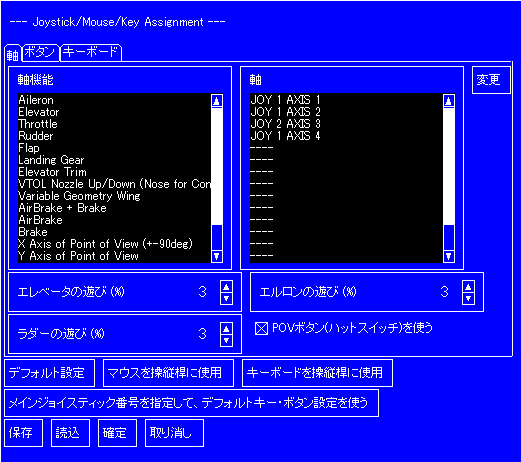 --- Joystick/Mouse/Key Assignment ---
軸 ボタン キーボード
軸機能
Aileron
Elevator
Throttle
Rudder
Flap
Landing Gear
Elevator Trim
VTOL Nozzle Up/Down (Nose for Con
Variable Geometry Wing
AirBrake + Brake
AirBrake
Brake
X Axis of Point of View (+-90deg)
Y Axis of Point of View
軸
JOY 1 AXIS 1
JOY 1 AXIS 2
JOY 2 AXIS 3
JOY 1 AXIS 4
----
----
----
----
----
----
----
----
----
----
変更
エレベータの遊び (%) 3
エルロンの遊び (%) 3
ラダーの遊び (%) 3
POVボタン(ハットスイッチ)を使う
デフォルト設定 マウスを操縦桿に使用 キーボードを操縦桿に使用
メインジョイスティック番号を指定して、デフォルトキー・ボタン設定を使う
保存 読込 確定 取り消し